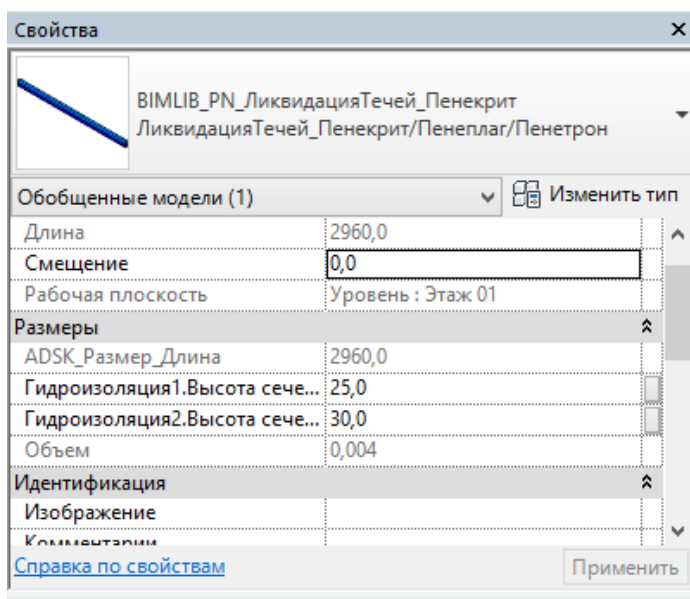 Свойства
BIMLIB_PN_ЛиквидацияТечей_Пенекрит
ЛиквидацияТечей_Пенекрит/Пенеплаг/Пенетрон
Обобщенные модели (1) Изменить тип
Длина 2960,0
Смещение 0,0
Рабочая плоскость Уровень : Этаж 01
Размеры
ADSK_Размер_Длина 2960,0
Гидроизоляция1.Высота сече... 25,0
Гидроизоляция2.Высота сече... 30,0
Объем 0,004
Идентификация
Изображение
Комментарии
Справка по свойствам Применить